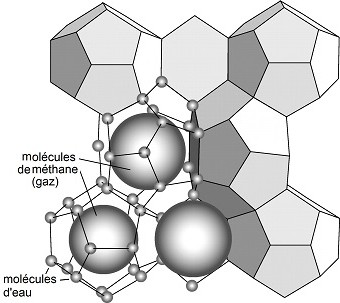 molécules
de méthane
(gaz)
molécules
d'eau